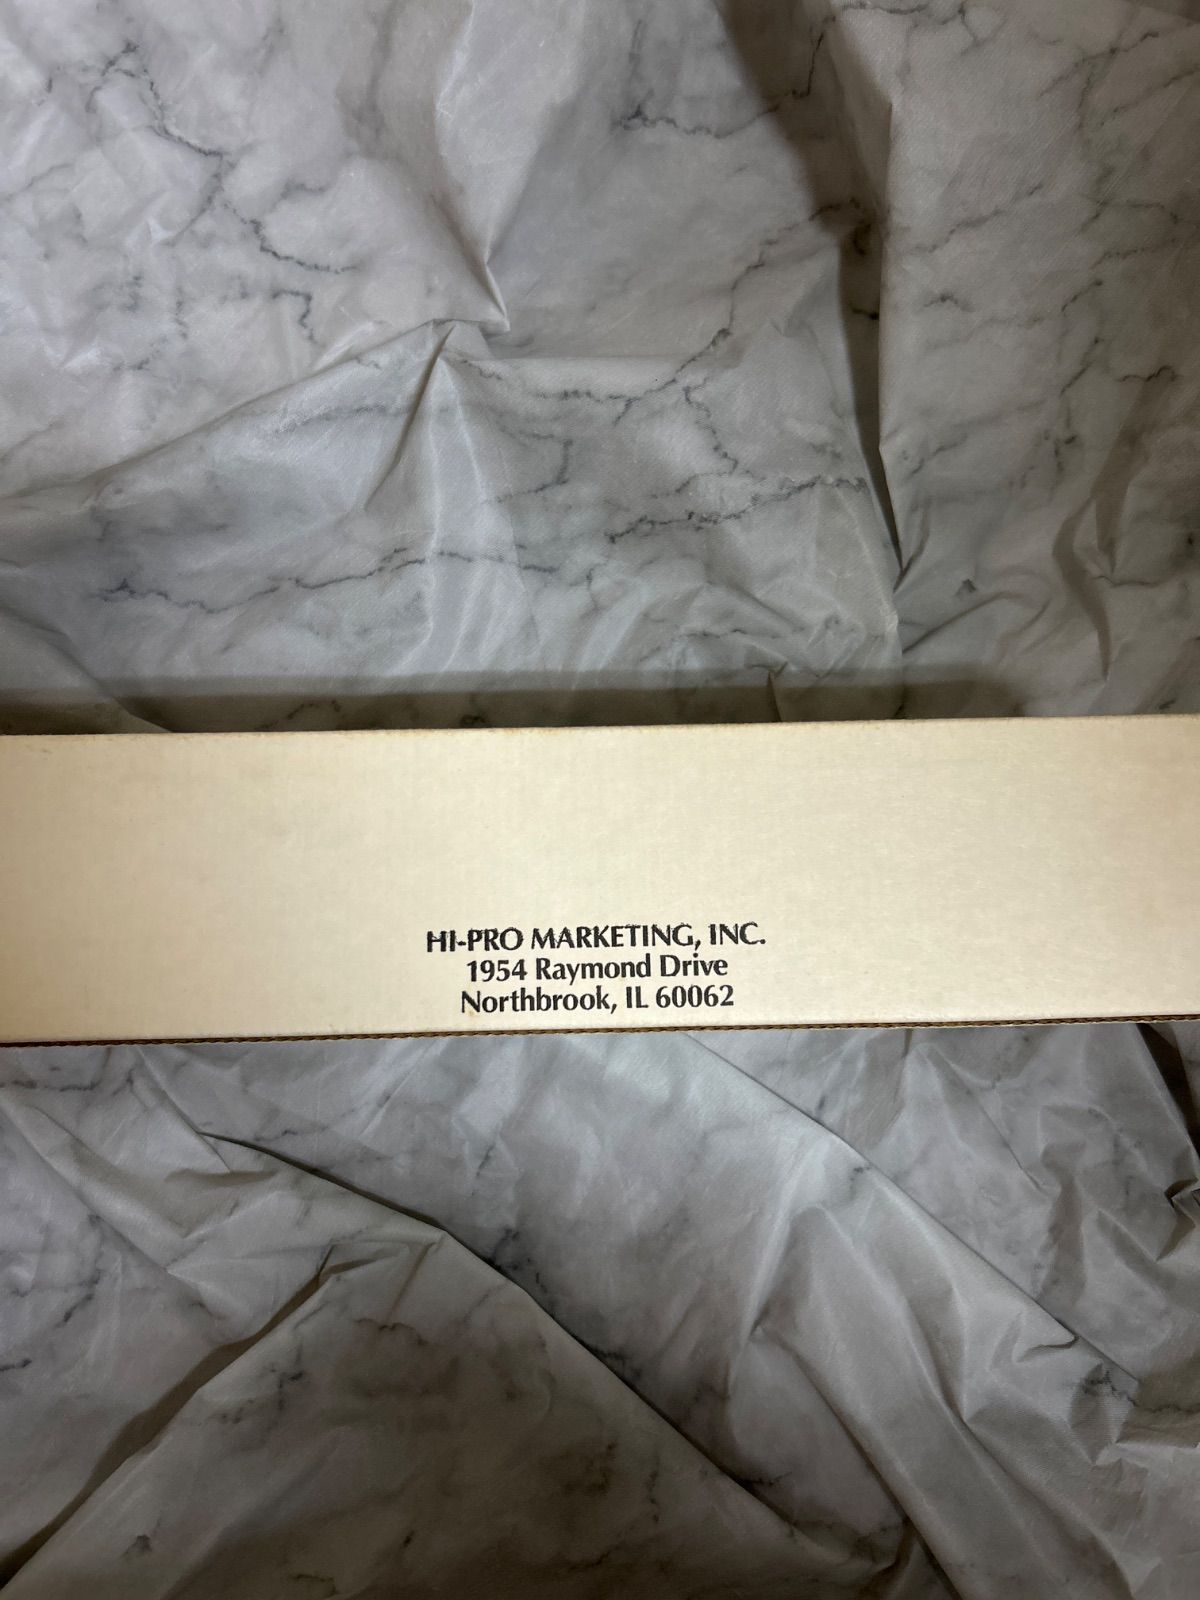 HI-PRO MARKETING, INC.
1954 Raymond Drive
Northbrook, IL 60062